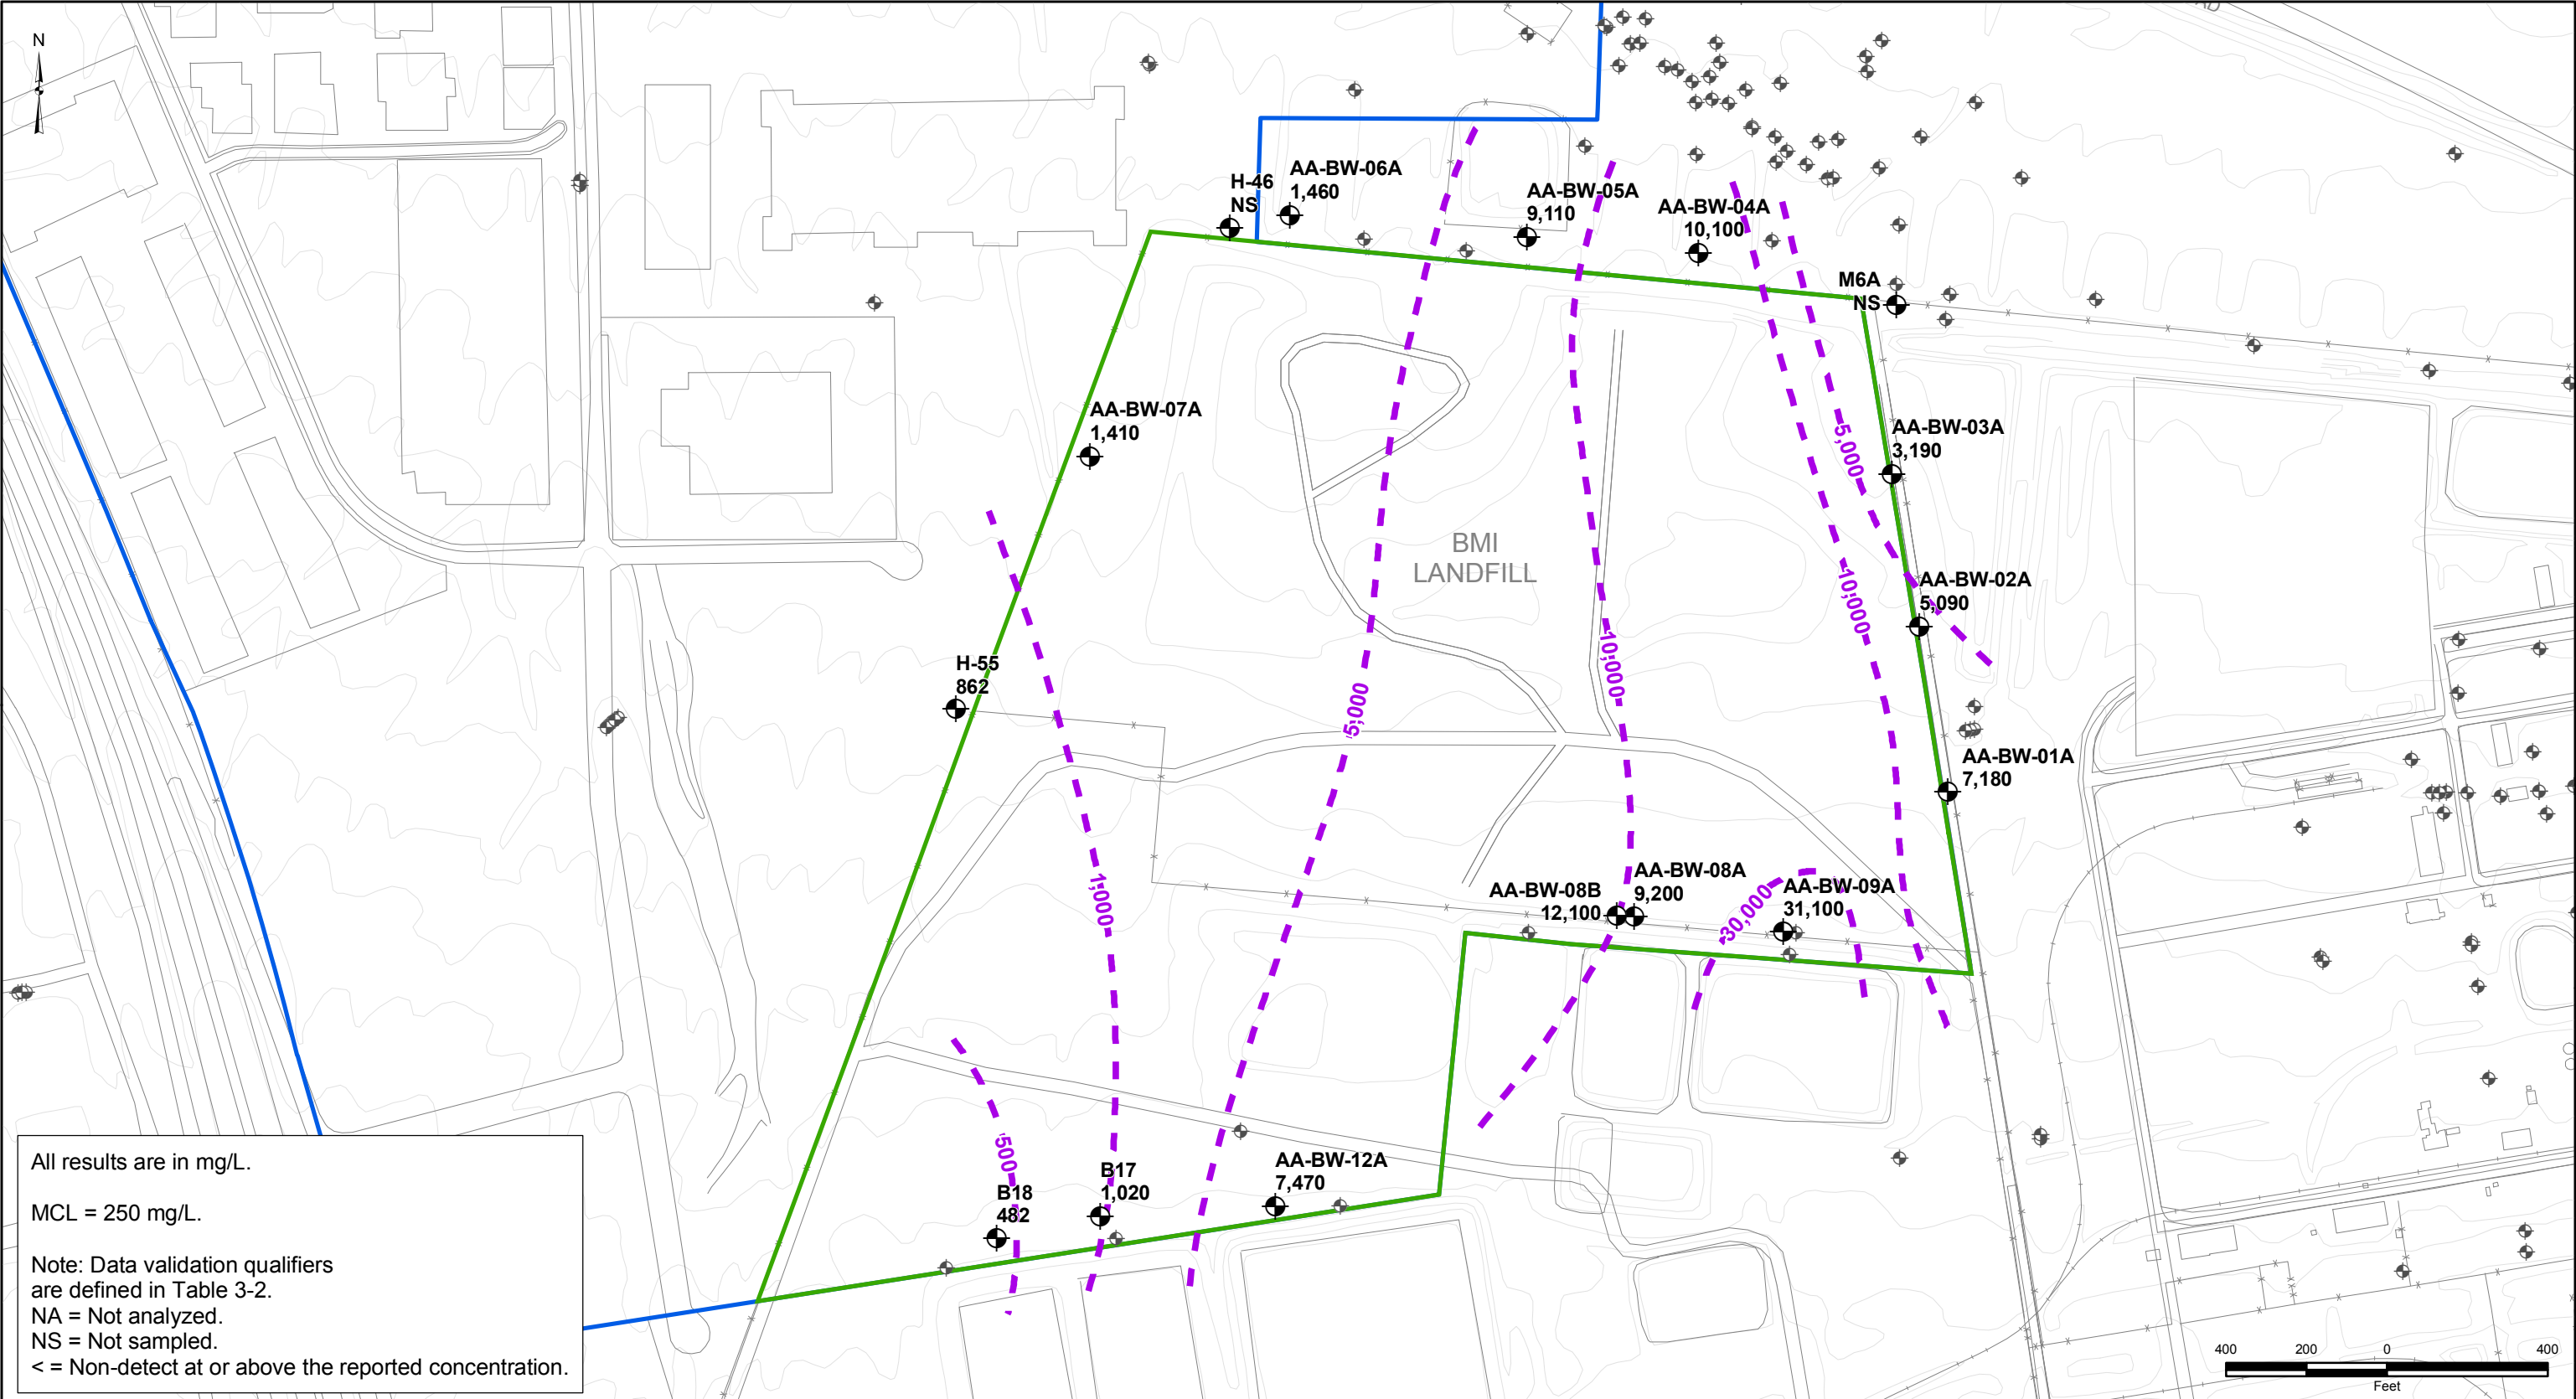 N
H-46
NS
AA-BW-06A
1,460
AA-BW-05A
9,110
AA-BW-04A
10,100
M6A
NS
AA-BW-07A
1,410
5,000
AA-BW-03A
3,190
BMI
LANDFILL
10,000
AA-BW-02A
5,090
H-55
862
5,000
10,000
AA-BW-01A
7,180
1,000
AA-BW-08B
12,100
AA-BW-08A
9,200
30,000
AA-BW-09A
31,100
500
B18
482
B17
1,020
AA-BW-12A
7,470
All results are in mg/L.
MCL = 250 mg/L.
Note: Data validation qualifiers
are defined in Table 3-2.
NA = Not analyzed.
NS = Not sampled.
< = Non-detect at or above the reported concentration.
400 200 0 400
Feet